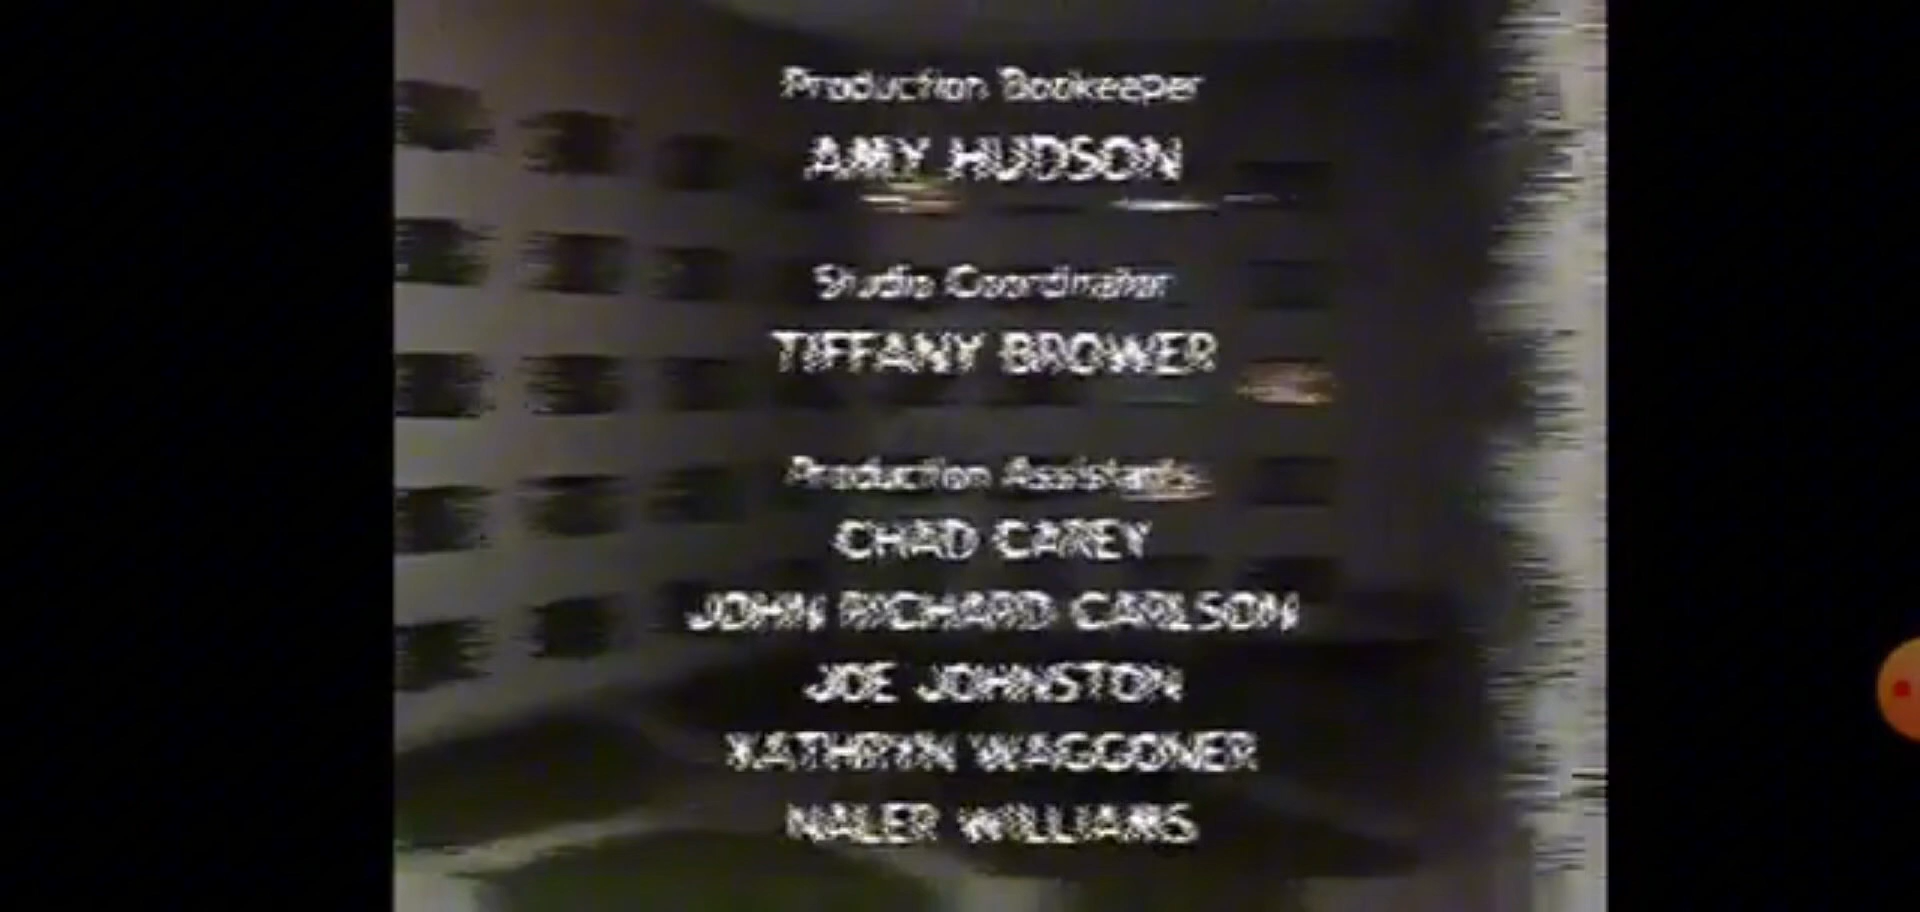 Production Bookeeper
AMY HUDSON
Studio Coordinator
TIFFANY BROWER
Production Assistants
CHAD CAREY
JOHN RICHARD CARLSON
JOE JOHNSTON
KATHRYN WAGGONER
NALER WILLIAMS